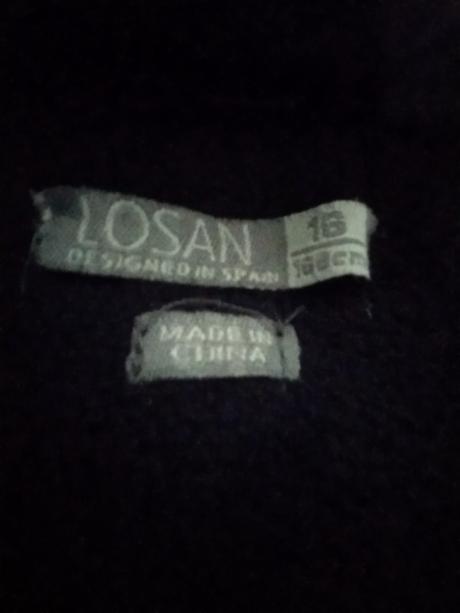 LOSAN
DESIGNED IN SPAIN
16
MADE IN
CHINA